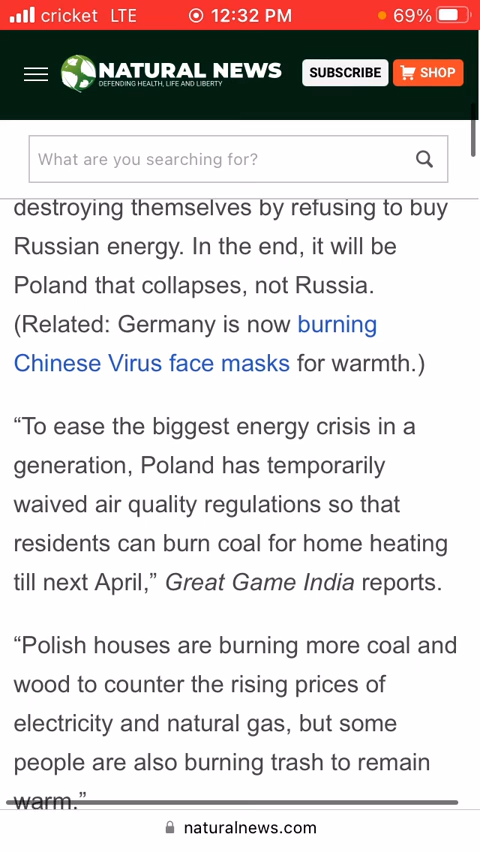 cricket LTE 12:32 PM 69%
NATURAL NEWS
DEFENDING HEALTH, LIFE AND LIBERTY
SUBSCRIBE
SHOP
What are you searching for?
destroying themselves by refusing to buy
Russian energy. In the end, it will be
Poland that collapses, not Russia.
(Related: Germany is now burning
Chinese Virus face masks for warmth.)
“To ease the biggest energy crisis in a
generation, Poland has temporarily
waived air quality regulations so that
residents can burn coal for home heating
till next April,” Great Game India reports.
“Polish houses are burning more coal and
wood to counter the rising prices of
electricity and natural gas, but some
people are also burning trash to remain
warm.”
naturalnews.com